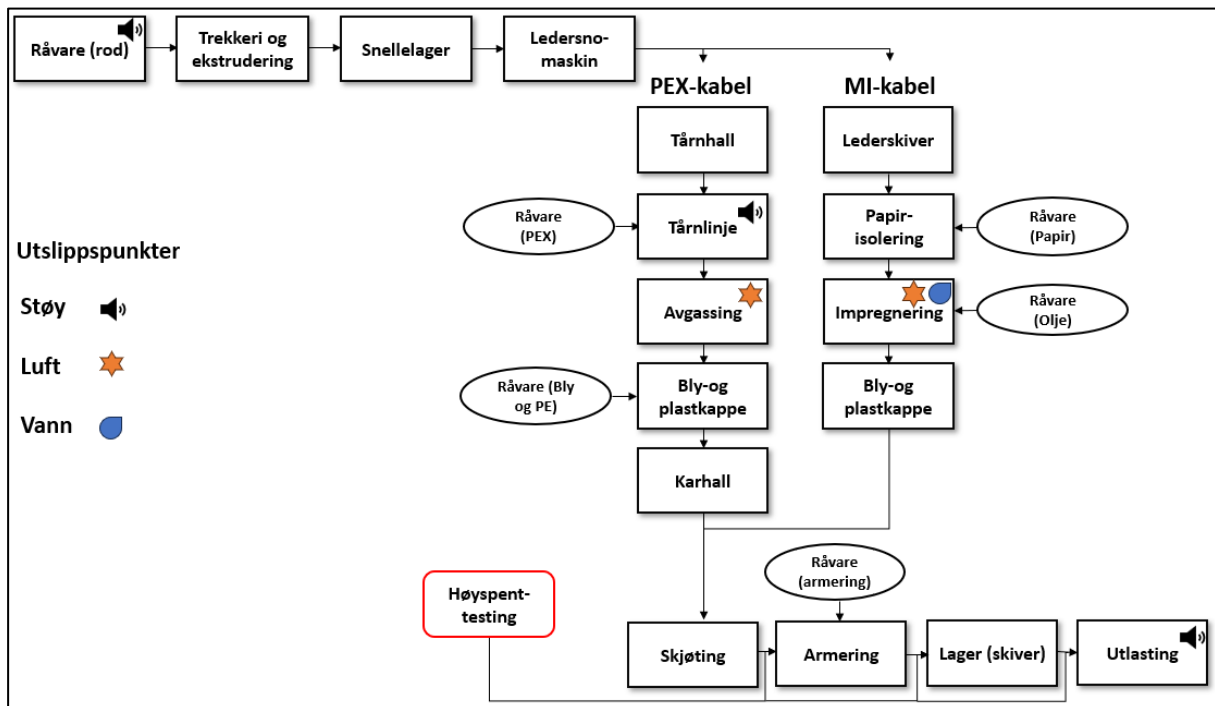 Råvare (rod)
Trekkeri og
ekstrudering
Snellelager
Ledersno-
maskin
PEX-kabel
MI-kabel
Tårnhall
Lederskiver
Råvare
(PEX)
Tårnlinje
Papir-
isolering
Råvare
(Papir)
Utslippspunkter
Støy
Luft
Vann
Avgassing
Impregnering
Råvare
(Olje)
Råvare (Bly
og PE)
Bly-og
plastkappe
Bly-og
plastkappe
Karhall
Råvare
(armering)
Høyspent-
testing
Skjøting
Armering
Lager (skiver)
Utlasting